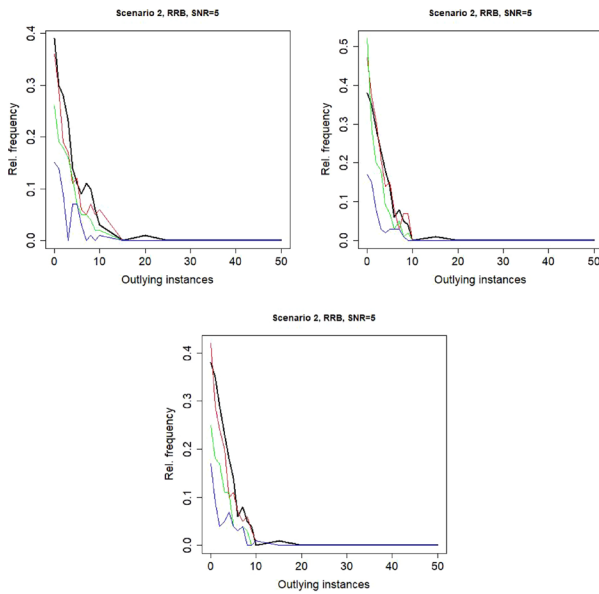 Scenario 2, RRB, SNR=5
Rel. frequency
0.4
0.3
0.2
0.1
0.0
0 10 20 30 40 50
Outlying instances
Scenario 2, RRB, SNR=5
Rel. frequency
0.5
0.4
0.3
0.2
0.1
0.0
0 10 20 30 40 50
Outlying instances
Scenario 2, RRB, SNR=5
Rel. frequency
0.4
0.3
0.2
0.1
0.0
0 10 20 30 40 50
Outlying instances